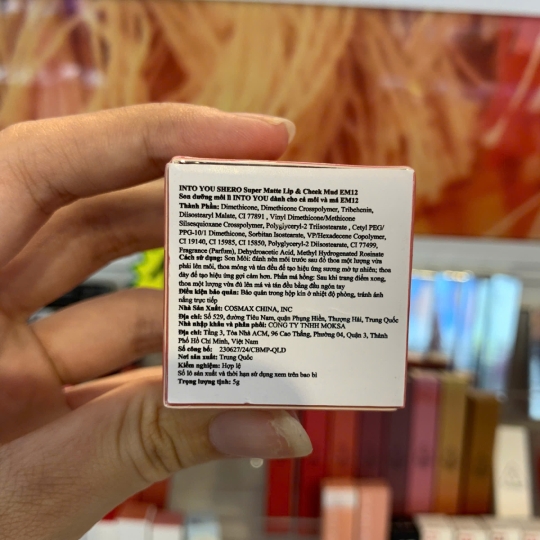 INTO YOU SHERO Super Matte Lip & Cheek Mud EM12
Son dưỡng môi lì INTO YOU dành cho cả môi và má EM12
Thành Phần: Dimethicone, Dimethicone Crosspolymer, Tribehenin,
Diisostearyl Malate, CI 77891 , Vinyl Dimethicone/Methicone
Silsesquioxane Crosspolymer, Polyglyceryl-2 Triisostearate , Cetyl PEG/
PPG-10/1 Dimethicone, Sorbitan Isostearate, VP/Hexadecene Copolymer,
CI 19140, CI 15985, CI 15850, Polyglyceryl-2 Diisostearate, CI 77499,
Fragrance (Parfum), Dehydroacetic Acid, Methyl Hydrogenated Rosinate
Cách sử dụng: Son Môi: đánh nền môi trước sau đó thoa một lượng vừa
phải lên môi, thoa mỏng và tán đều để tạo hiệu ứng sương mờ tự nhiên; thoa
dày để tạo hiệu ứng gợi cảm hơn. Phấn má hồng: Sau khi trang điểm xong,
thoa một lượng vừa đủ lên má và tán đều bằng đầu ngón tay
Điều kiện bảo quản: Bảo quản trong hộp kín ở nhiệt độ phòng, tránh ánh
nắng trực tiếp
Nhà Sản Xuất: COSMAX CHINA, INC
Địa chỉ: Số 529, đường Tiêu Nam, quận Phụng Hiền, Thượng Hải, Trung Quốc
Nhà nhập khẩu và phân phối: CÔNG TY TNHH MOKSA
Địa chỉ: Tầng 3, Tòa Nhà ACM, 96 Cao Thắng, Phường 04, Quận 3, Thành
Phố Hồ Chí Minh, Việt Nam
Số công bố: 230627/24/CBMP-QLD
Nơi sản xuất: Trung Quốc
Kiểm nghiệm: Hợp lệ
Số lô sản xuất và thời hạn sử dụng xem trên bao bì
Trọng lượng tịnh: 5g